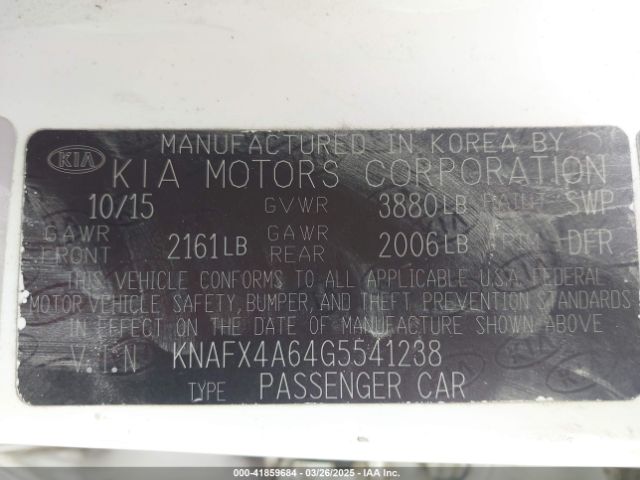 MANUFACTURED IN KOREA BY
KIA KIA MOTORS CORPORATION
10/15 GVWR 3880LB PAINT SWP
GAWR FRONT 2161LB GAWR REAR 2006LB TRIM DFR
THIS VEHICLE CONFORMS TO ALL APPLICABLE U.S.A. FEDERAL
MOTOR VEHICLE SAFETY, BUMPER, AND THEFT PREVENTION STANDARDS
IN EFFECT ON THE DATE OF MANUFACTURE SHOWN ABOVE
V.I.N KNAFX4A64G5541238
TYPE PASSENGER CAR
000-41859684 | 03/26/2025 - IAA Inc.